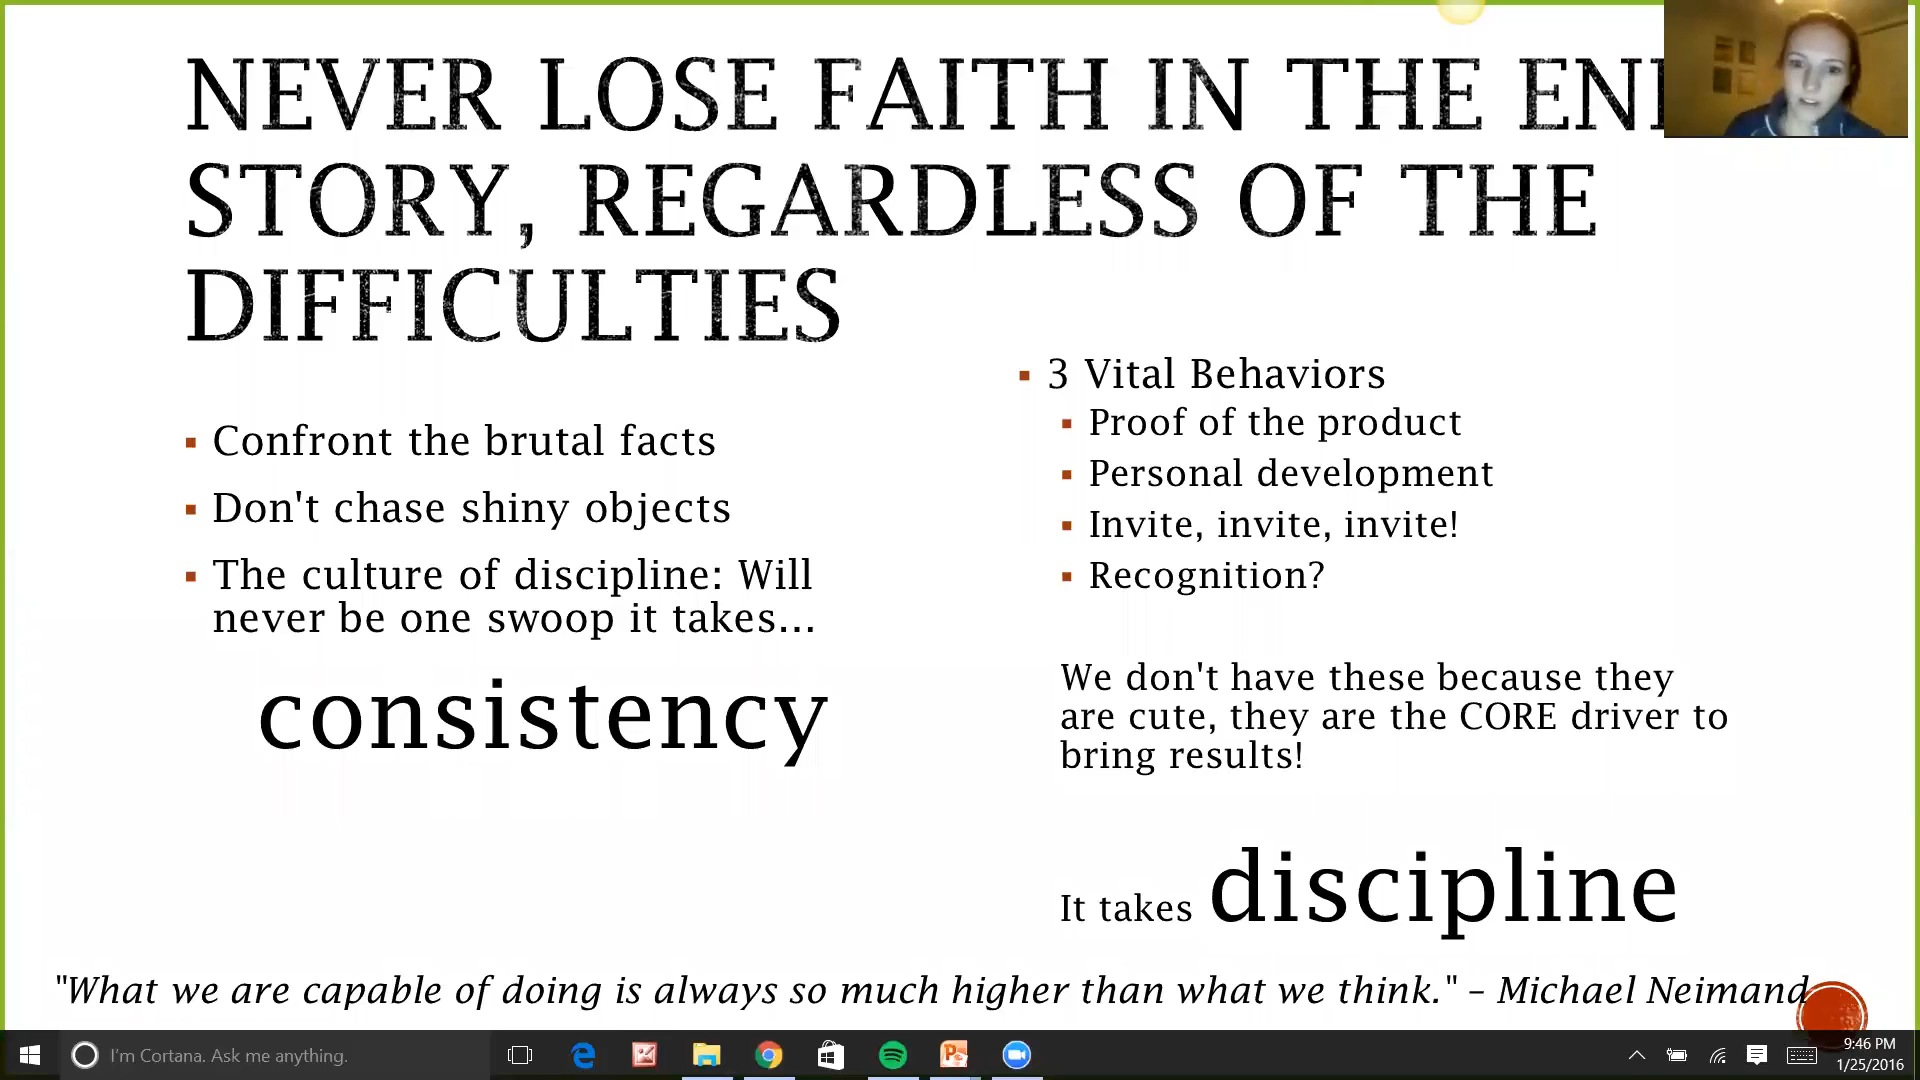 NEVER LOSE FAITH IN THE EN
STORY, REGARDLESS OF THE
DIFFICULTIES
▪ Confront the brutal facts
▪ Don't chase shiny objects
▪ The culture of discipline: Will
never be one swoop it takes...
consistency
▪ 3 Vital Behaviors
▪ Proof of the product
▪ Personal development
▪ Invite, invite, invite!
▪ Recognition?
We don't have these because they
are cute, they are the CORE driver to
bring results!
It takes discipline
"What we are capable of doing is always so much higher than what we think." – Michael Neimand
I'm Cortana. Ask me anything.
9:46 PM
1/25/2016